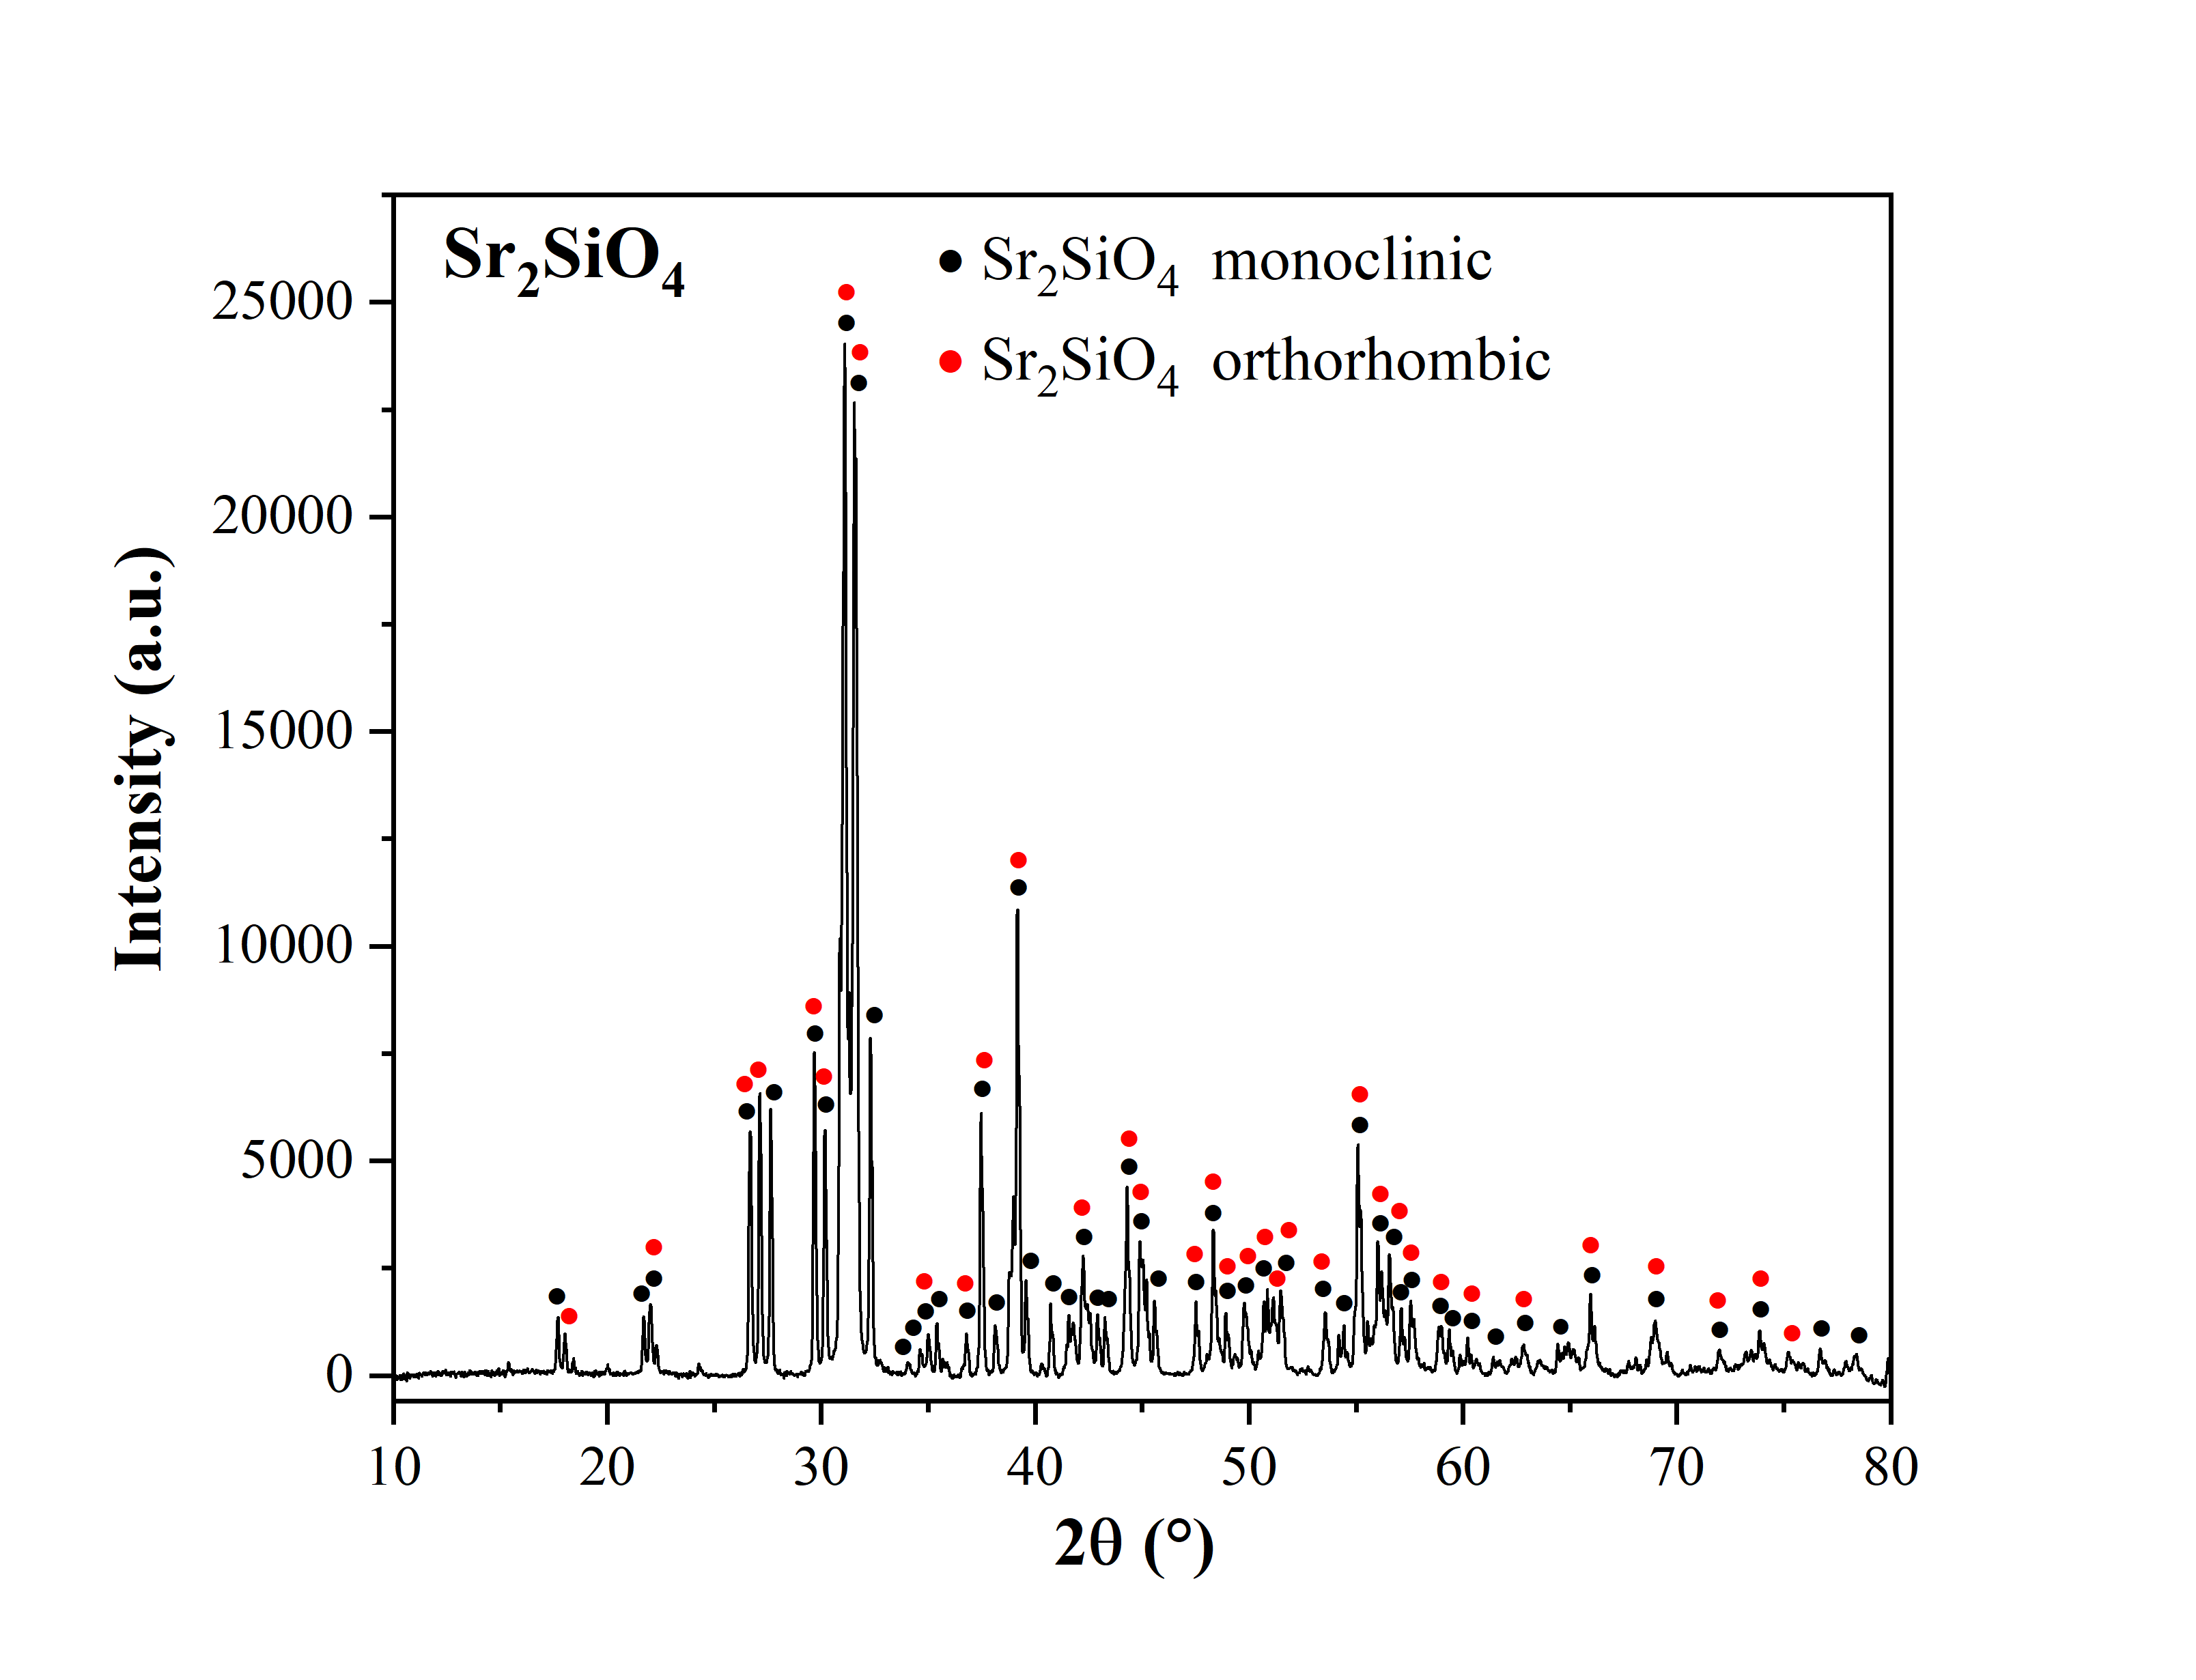 Sr₂SiO₄
● Sr₂SiO₄ monoclinic
● Sr₂SiO₄ orthorhombic
Intensity (a.u.)
25000
20000
15000
10000
5000
0
10 20 30 40 50 60 70 80
2θ (°)